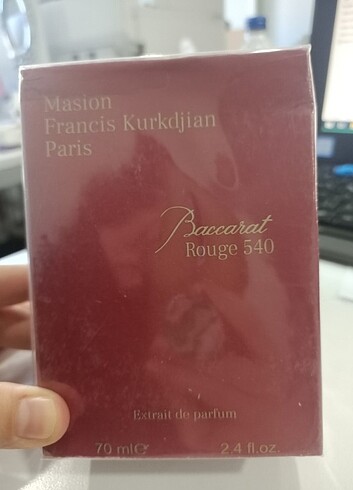 Masion
Francis Kurkdjian
Paris
Baccarat
Rouge 540
Extrait de parfum
70 ml℮ 2.4 fl.oz.